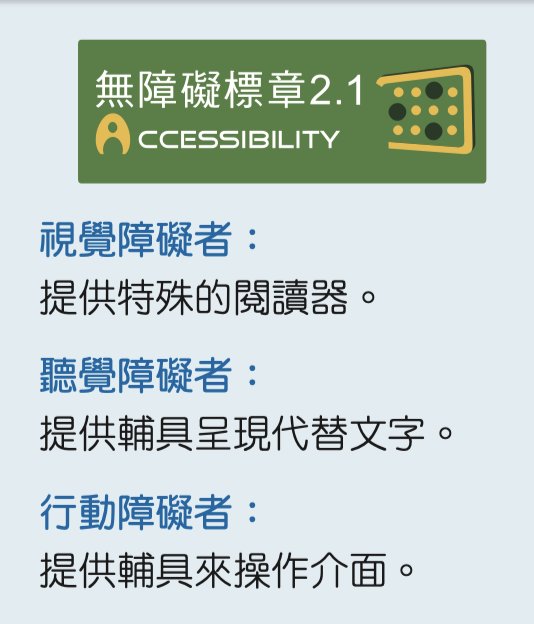 無障礙標章2.1
ACCESSIBILITY
視覺障礙者：
提供特殊的閱讀器。
聽覺障礙者：
提供輔具呈現代替文字。
行動障礙者：
提供輔具來操作介面。